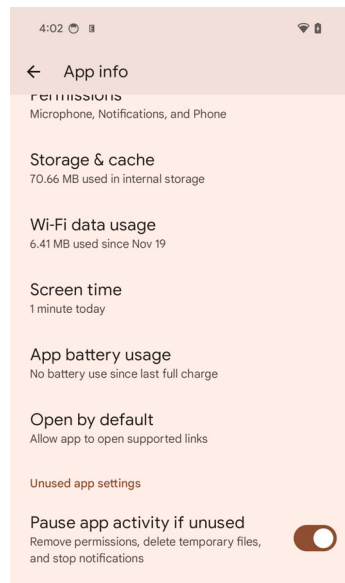 4:02
App info
Permissions
Microphone, Notifications, and Phone
Storage & cache
70.66 MB used in internal storage
Wi-Fi data usage
6.41 MB used since Nov 19
Screen time
1 minute today
App battery usage
No battery use since last full charge
Open by default
Allow app to open supported links
Unused app settings
Pause app activity if unused
Remove permissions, delete temporary files,
and stop notifications